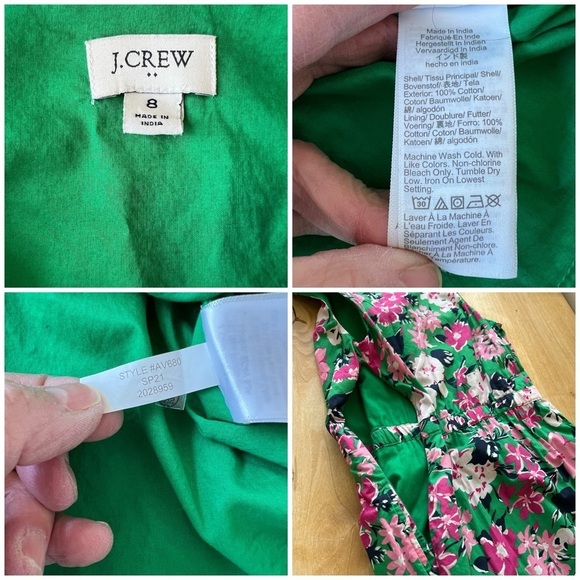 J.CREW
8
MADE IN
INDIA
Made In India
Fabriqué En Inde
Hergestellt In Indien
Vervaardigd In India
インド製
hecho en India
Shell/ Tissu Principal/ Shell/
Bovenstof/ 表地/ Tela
Exterior: 100% Cotton/
Coton/ Baumwolle/ Katoen/
綿/ algodón
Lining/ Doublure/ Futter/
Voering/ 裏地/ Forro: 100%
Cotton/ Coton/ Baumwolle/
Katoen/ 綿/ algodón
Machine Wash Cold. With
Like Colors. Non-chlorine
Bleach Only. Tumble Dry
Low. Iron On Lowest
Setting.
30
Laver À La Machine À
L'eau Froide. Laver
Séparant Les Couleurs.
Seulement Agent De
Blanchiment Non-chlore.
STYLE #AV680
SP21
2028959